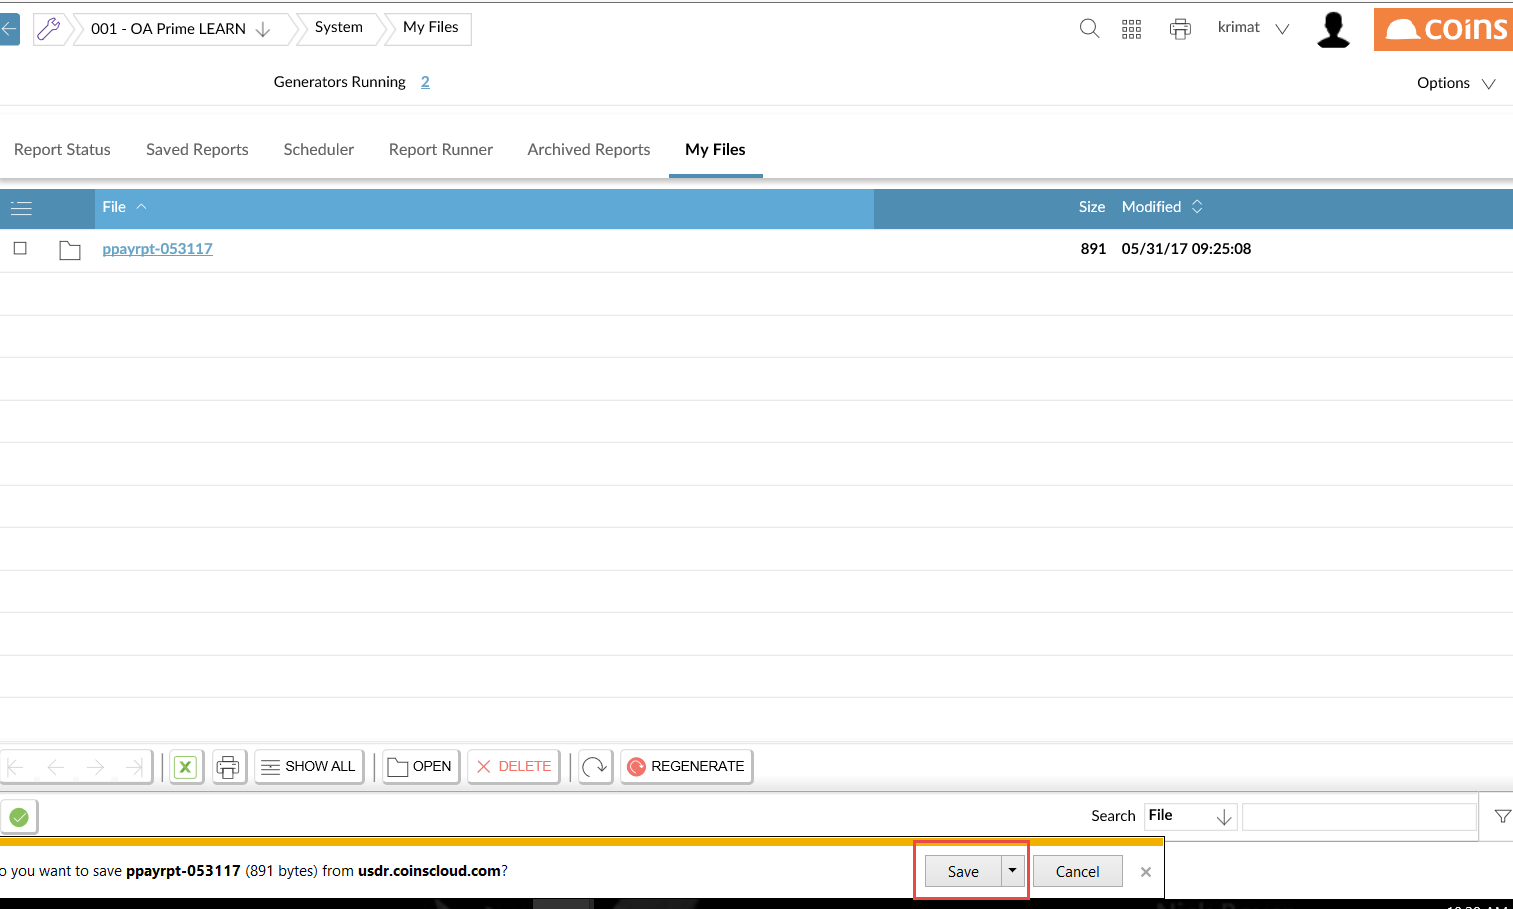 001 - OA Prime LEARN
System
My Files
krimat
coins
Generators Running 2
Options
Report Status
Saved Reports
Scheduler
Report Runner
Archived Reports
My Files
File
Size
Modified
ppayrpt-053117
891
05/31/17 09:25:08
SHOW ALL
OPEN
DELETE
REGENERATE
Search
File
o you want to save ppayrpt-053117 (891 bytes) from usdr.coinscloud.com?
Save
Cancel